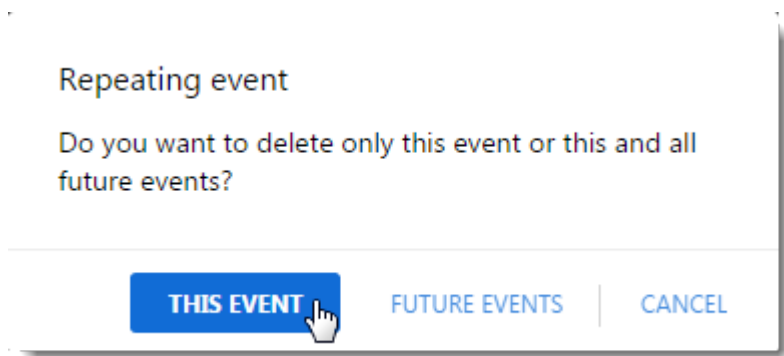 Repeating event
Do you want to delete only this event or this and all
future events?
THIS EVENT FUTURE EVENTS CANCEL